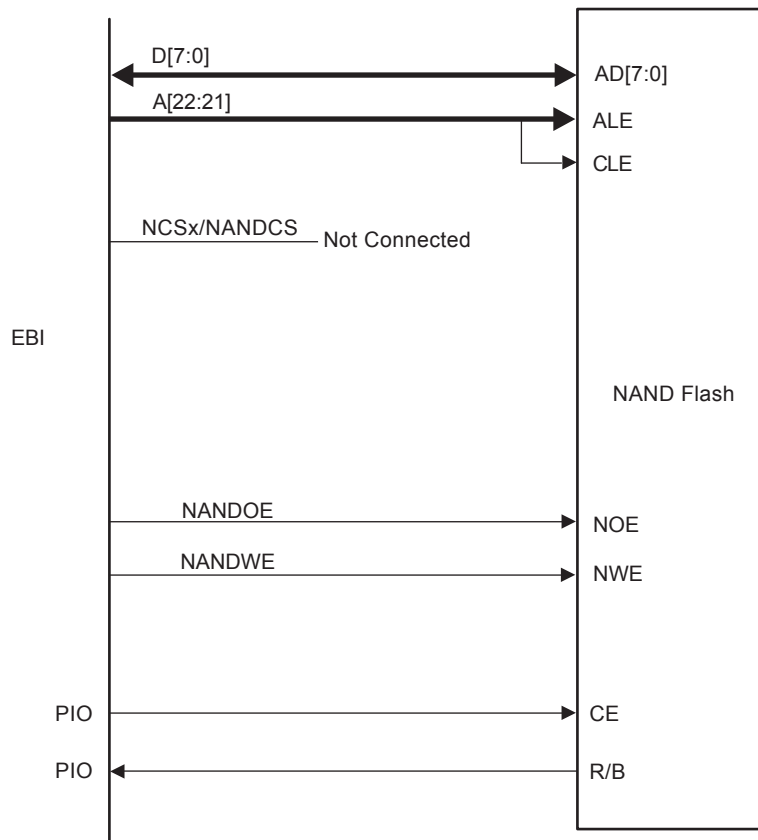 D[7:0]
AD[7:0]
A[22:21]
ALE
CLE
NCSx/NANDCS
Not Connected
EBI
NAND Flash
NANDOE
NOE
NANDWE
NWE
PIO
CE
PIO
R/B